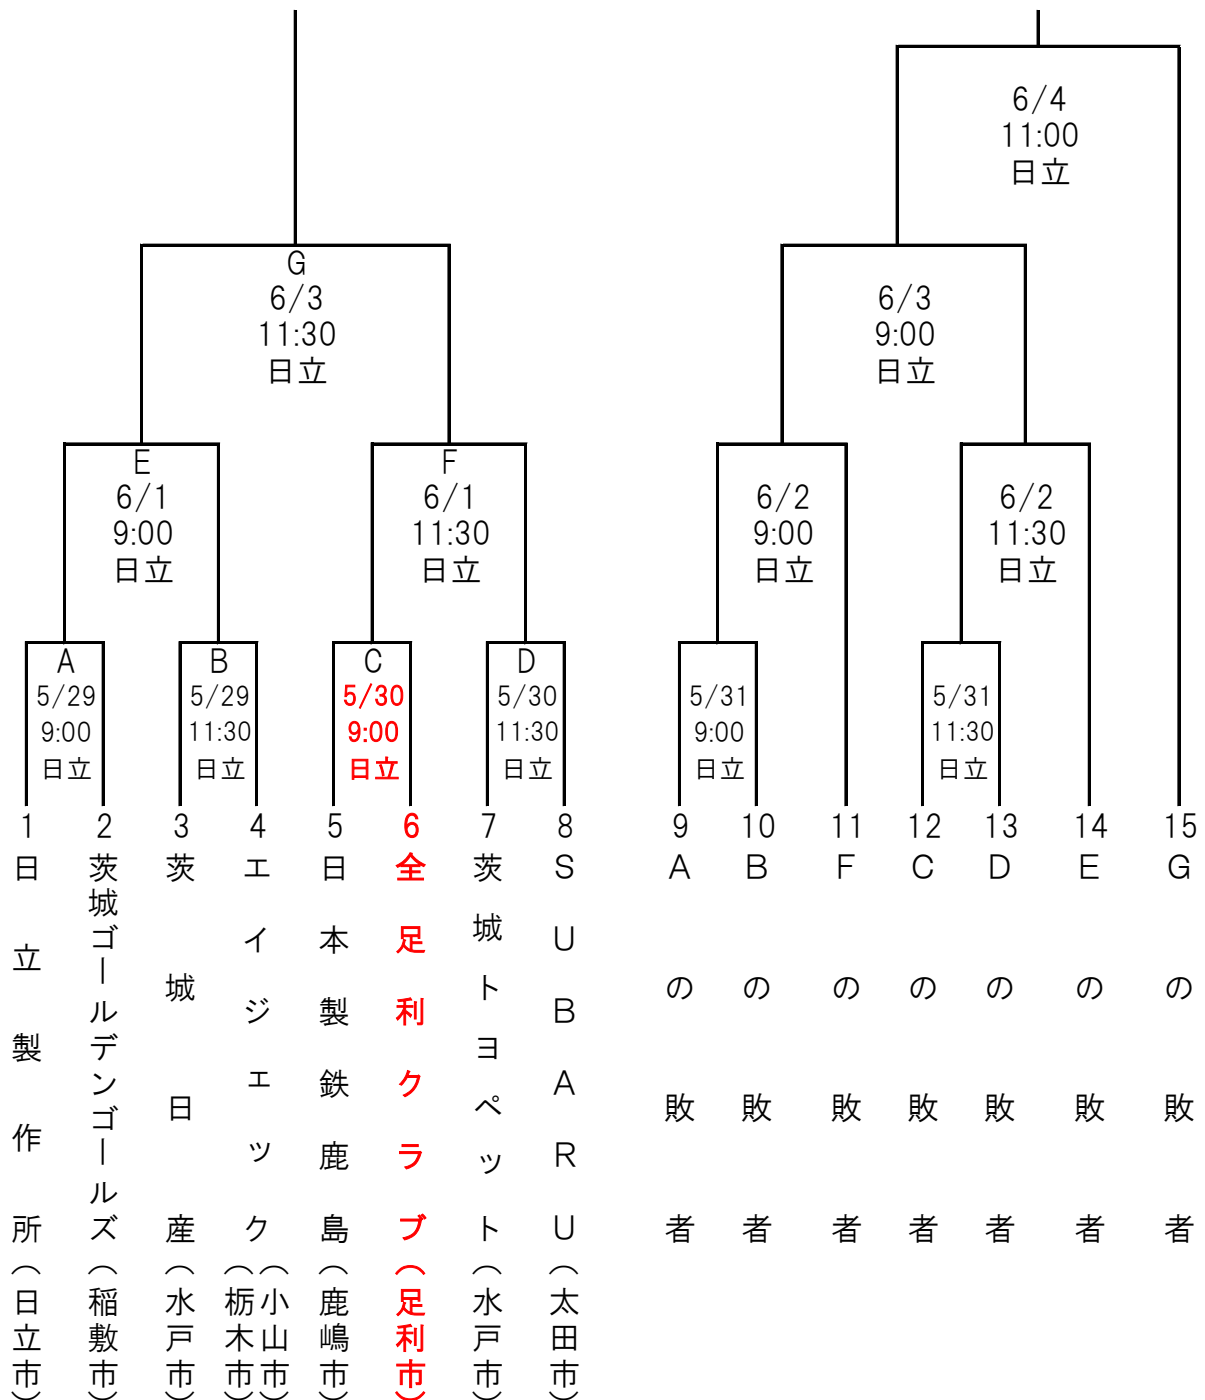 6/4
11:00
日立
G
6/3
11:30
日立
6/3
9:00
日立
E
6/1
9:00
日立
F
6/1
11:30
日立
6/2
9:00
日立
6/2
11:30
日立
A
5/29
9:00
日立
B
5/29
11:30
日立
C
5/30
9:00
日立
D
5/30
11:30
日立
5/31
9:00
日立
5/31
11:30
日立
1
日立製作所(日立市)
2
茨城ゴールデンゴールズ(稲敷市)
3
茨城日産(水戸市)
4
エイジェック(小山市)
(栃木市)
5
日本製鉄鹿島(鹿嶋市)
6
全足利クラブ(足利市)
7
茨城トヨペット(水戸市)
8
SUBARU(太田市)
9
Aの敗者
10
Bの敗者
11
Fの敗者
12
Cの敗者
13
Dの敗者
14
Eの敗者
15
Gの敗者